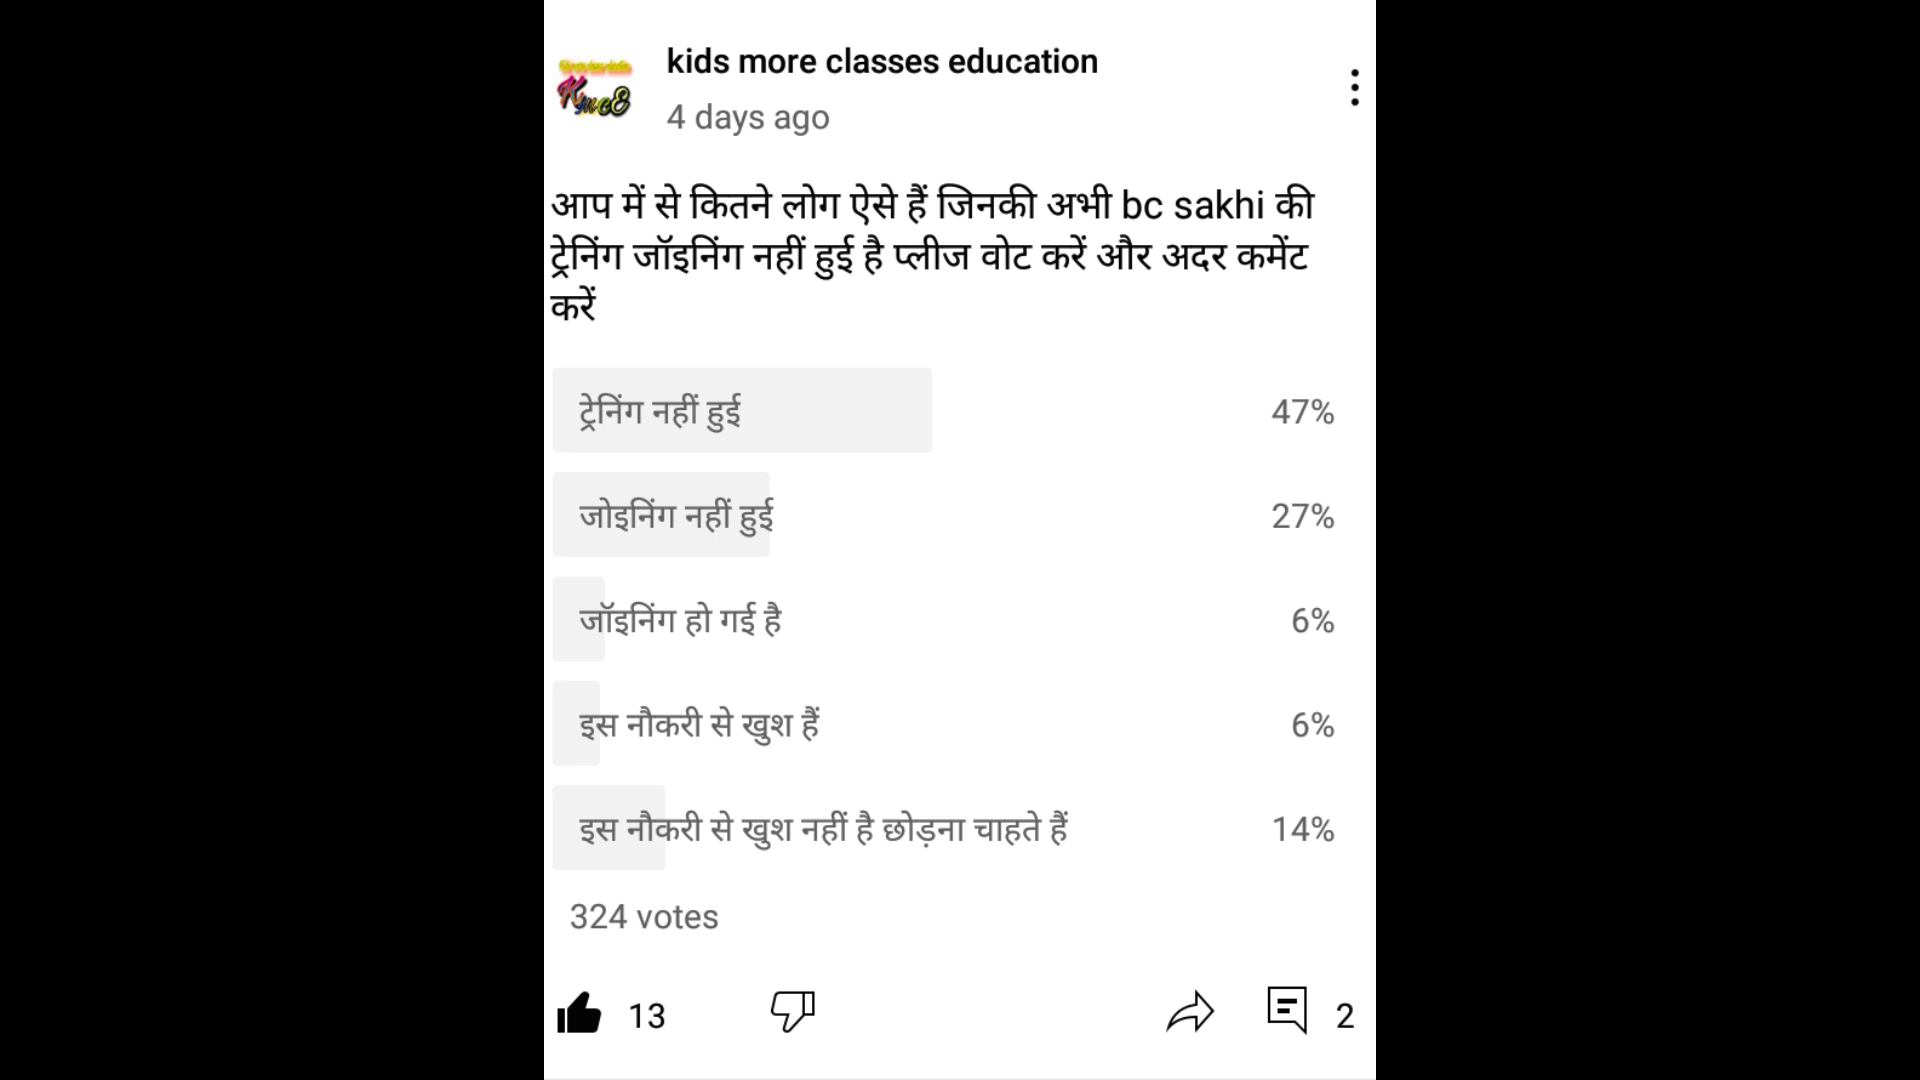 kids more classes education
4 days ago
आप में से कितने लोग ऐसे हैं जिनकी अभी bc sakhi की
ट्रेनिंग जॉइनिंग नहीं हुई है प्लीज वोट करें और अदर कमेंट
करें
ट्रेनिंग नहीं हुई 47%
जोइनिंग नहीं हुई 27%
जॉइनिंग हो गई है 6%
इस नौकरी से खुश हैं 6%
इस नौकरी से खुश नहीं है छोड़ना चाहते हैं 14%
324 votes
13 2